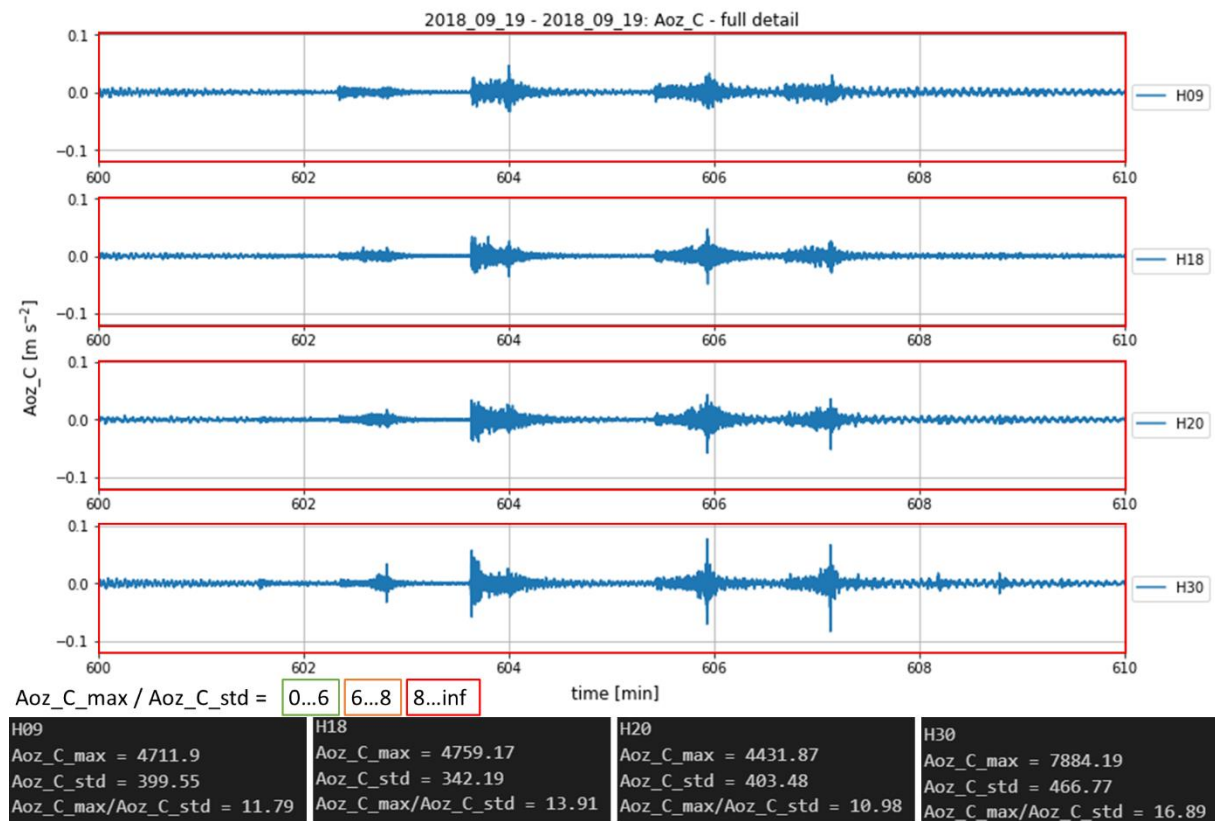 2018_09_19 - 2018_09_19: Aoz_C - full detail
0.1
0.0
−0.1
600 602 604 606 608 610
H09
0.1
0.0
−0.1
600 602 604 606 608 610
H18
Aoz_C [m s⁻²]
0.1
0.0
−0.1
600 602 604 606 608 610
H20
0.1
0.0
−0.1
600 602 604 606 608 610
H30
time [min]
Aoz_C_max / Aoz_C_std = 0...6 6...8 8...inf
H09
Aoz_C_max = 4711.9
Aoz_C_std = 399.55
Aoz_C_max/Aoz_C_std = 11.79
H18
Aoz_C_max = 4759.17
Aoz_C_std = 342.19
Aoz_C_max/Aoz_C_std = 13.91
H20
Aoz_C_max = 4431.87
Aoz_C_std = 403.48
Aoz_C_max/Aoz_C_std = 10.98
H30
Aoz_C_max = 7884.19
Aoz_C_std = 466.77
Aoz_C_max/Aoz_C_std = 16.89